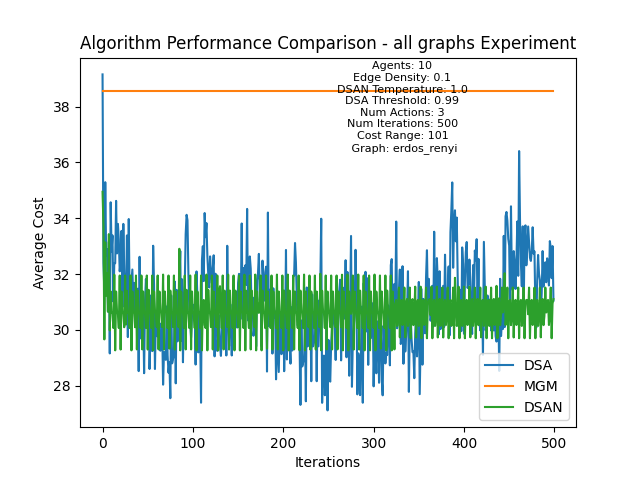 Algorithm Performance Comparison - all graphs Experiment
Agents: 10
Edge Density: 0.1
DSAN Temperature: 1.0
DSA Threshold: 0.99
Num Actions: 3
Num Iterations: 500
Cost Range: 101
Graph: erdos_renyi
Average Cost
38
36
34
32
30
28
0 100 200 300 400 500
Iterations
DSA
MGM
DSAN